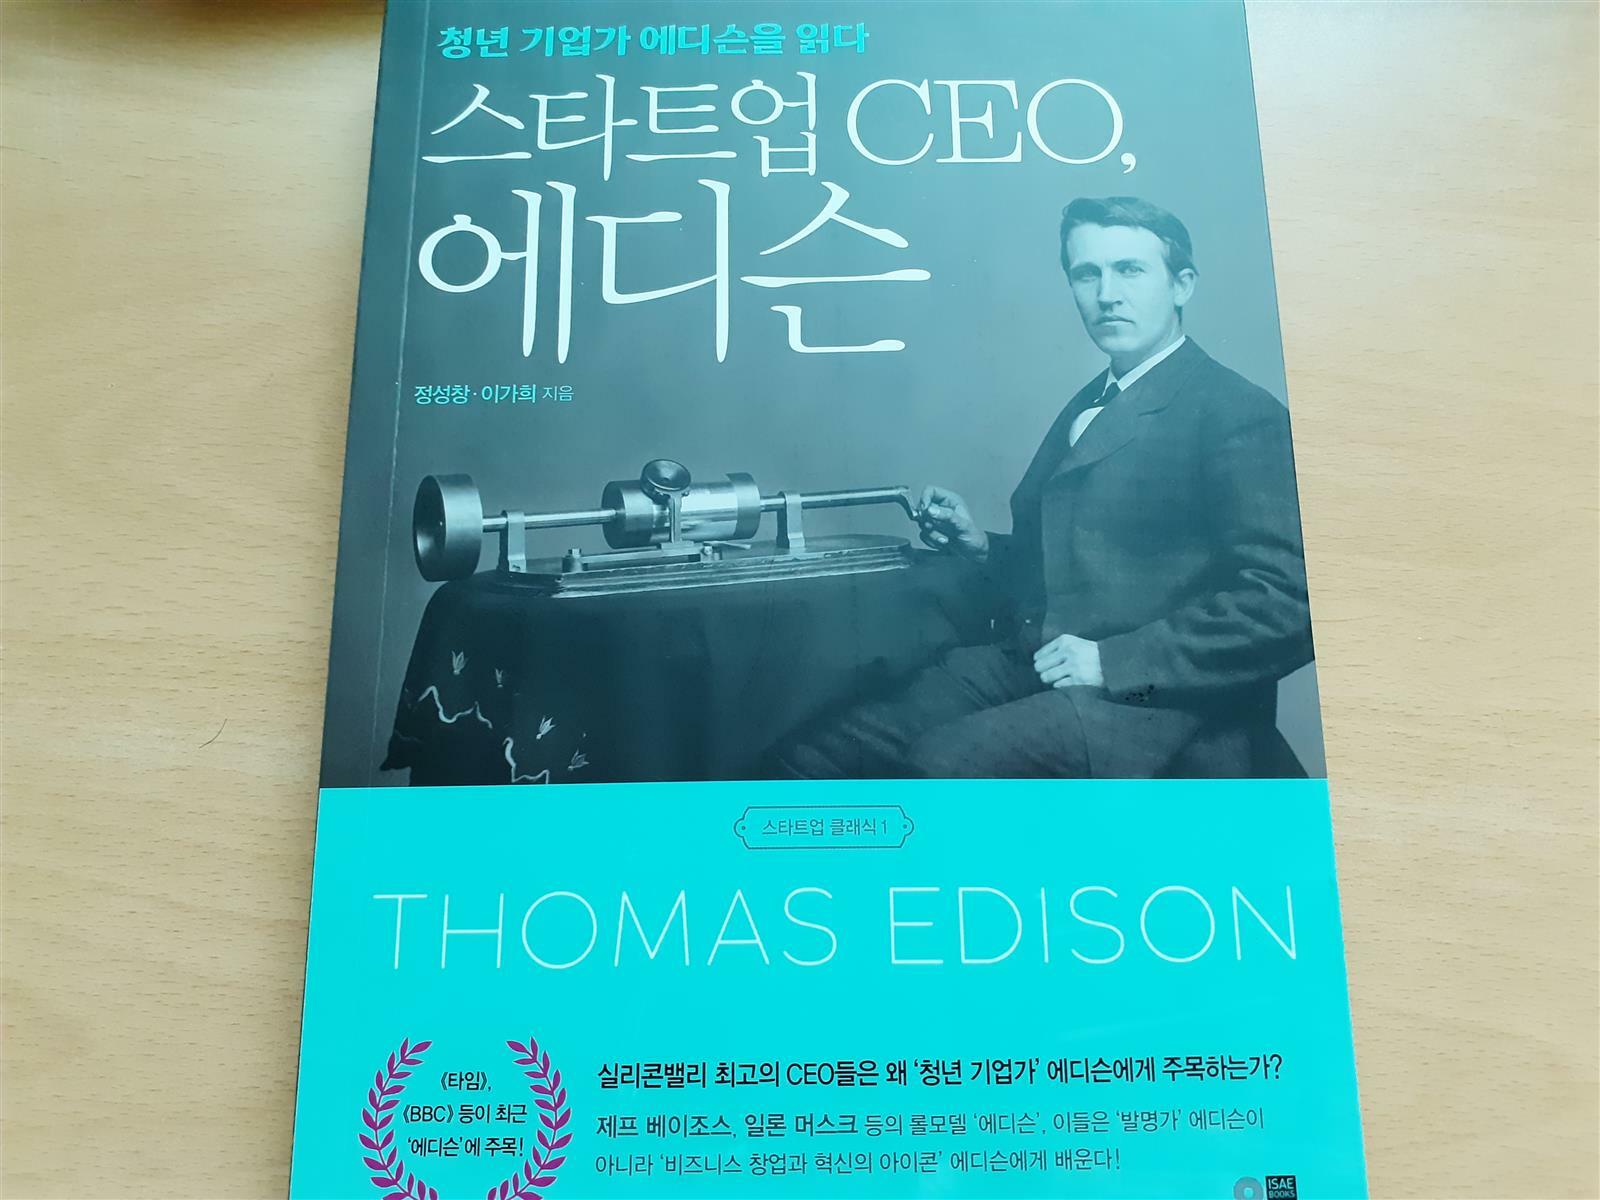 청년 기업가 에디슨을 읽다
스타트업 CEO,
에디슨
정성창·이가희 지음
스타트업 클래식 1
THOMAS EDISON
《타임》,
《BBC》 등이 최근
‘에디슨’에 주목!
실리콘밸리 최고의 CEO들은 왜 ‘청년 기업가’ 에디슨에게 주목하는가?
제프 베이조스, 일론 머스크 등의 롤모델 ‘에디슨’, 이들은 ‘발명가’ 에디슨이
아니라 ‘비즈니스 창업과 혁신의 아이콘’ 에디슨에게 배운다!
ISAE
BOOKS